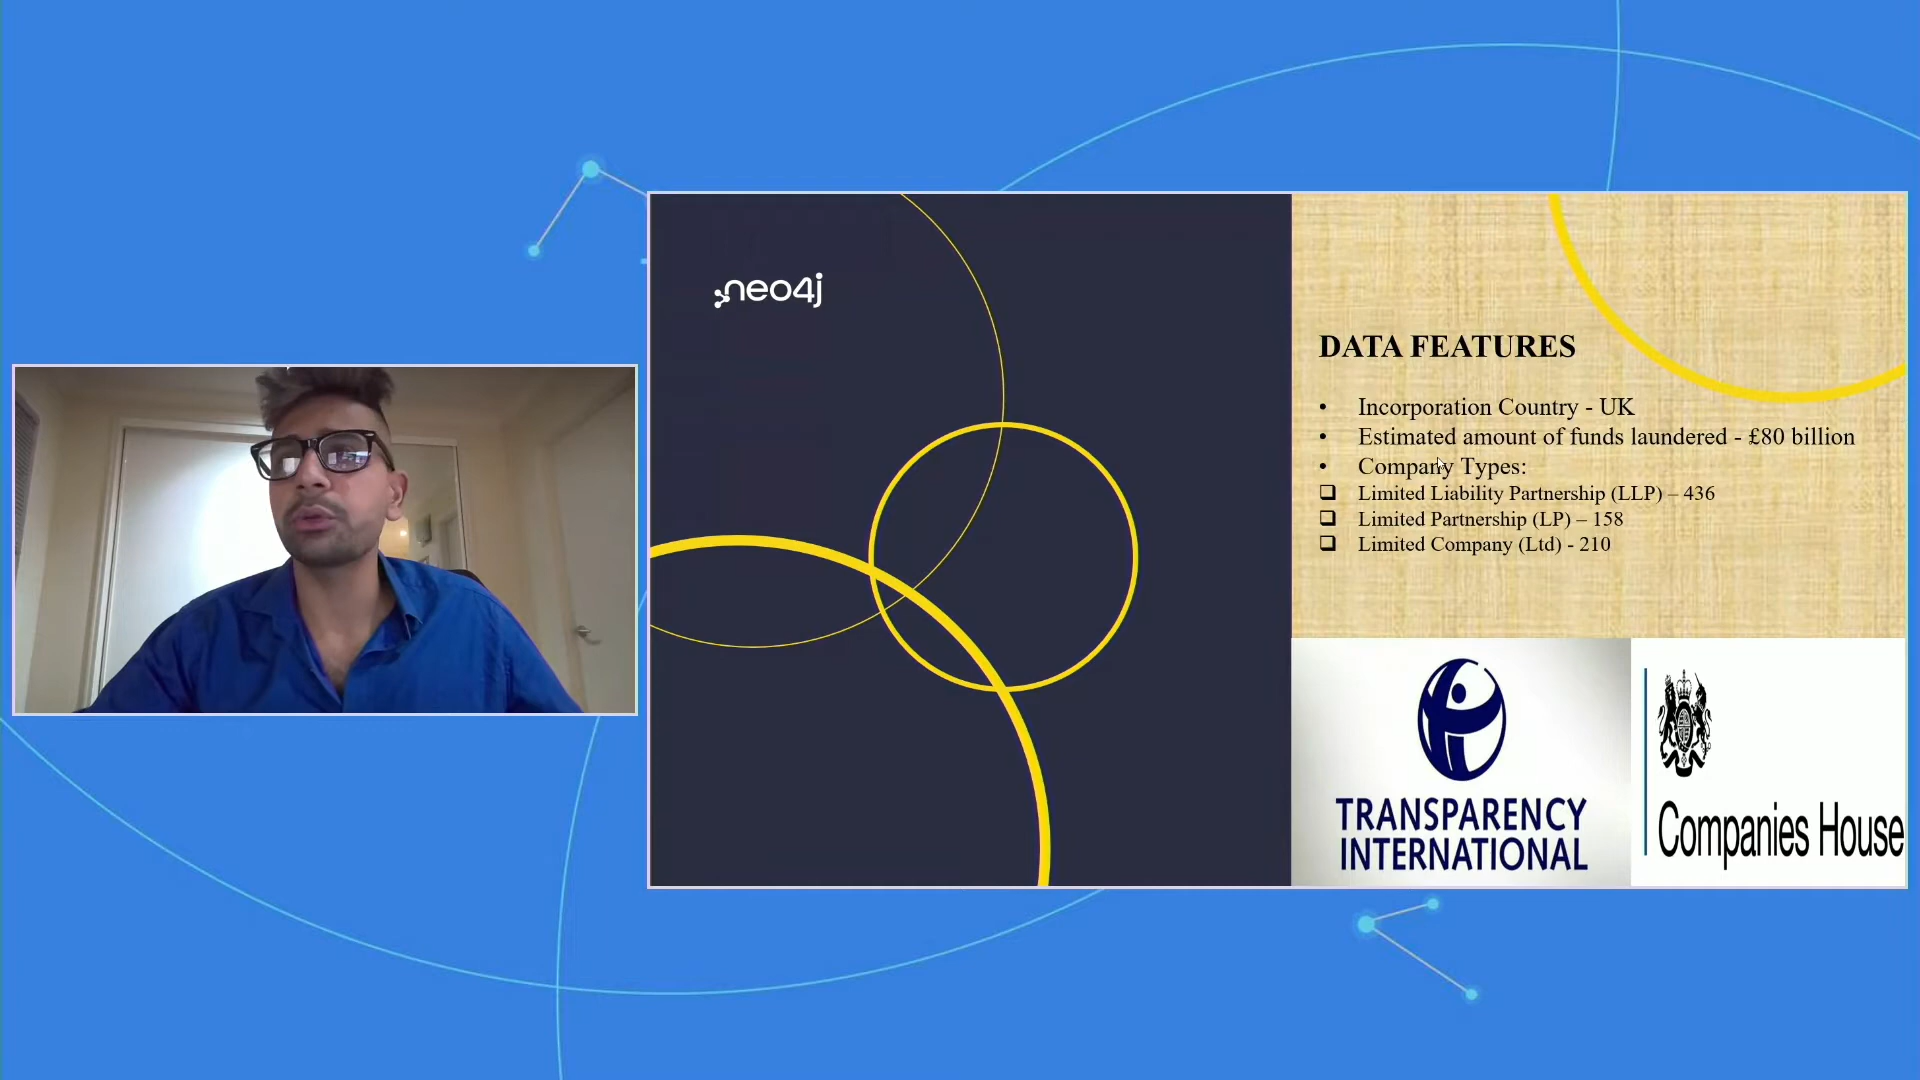 neo4j
DATA FEATURES
• Incorporation Country - UK
• Estimated amount of funds laundered - £80 billion
• Company Types:
❑ Limited Liability Partnership (LLP) – 436
❑ Limited Partnership (LP) – 158
❑ Limited Company (Ltd) - 210
TRANSPARENCY
INTERNATIONAL
Companies House